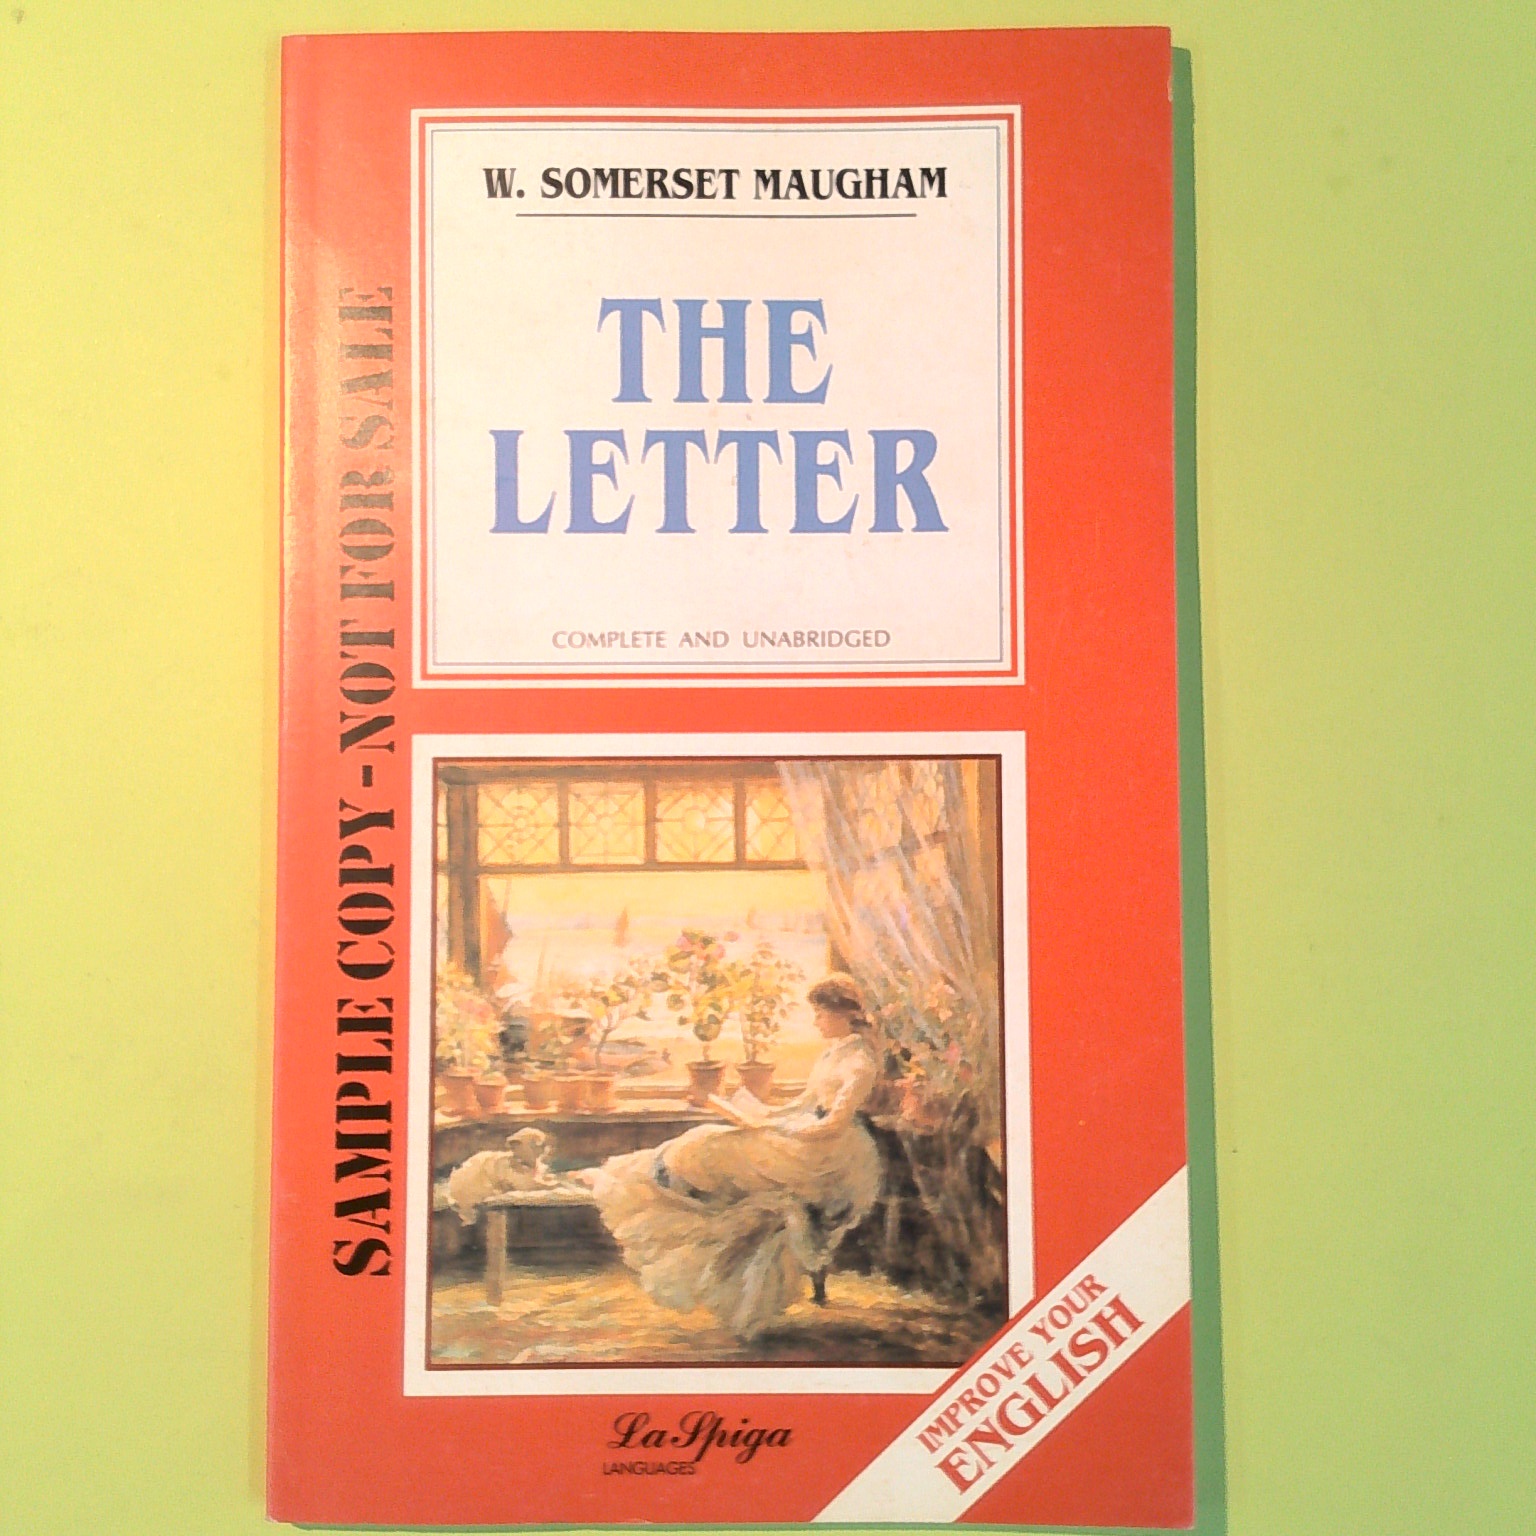 W. SOMERSET MAUGHAM
THE
LETTER
COMPLETE AND UNABRIDGED
SAMPLE COPY - NOT FOR SALE
IMPROVE YOUR
ENGLISH
La Spiga
LANGUAGES